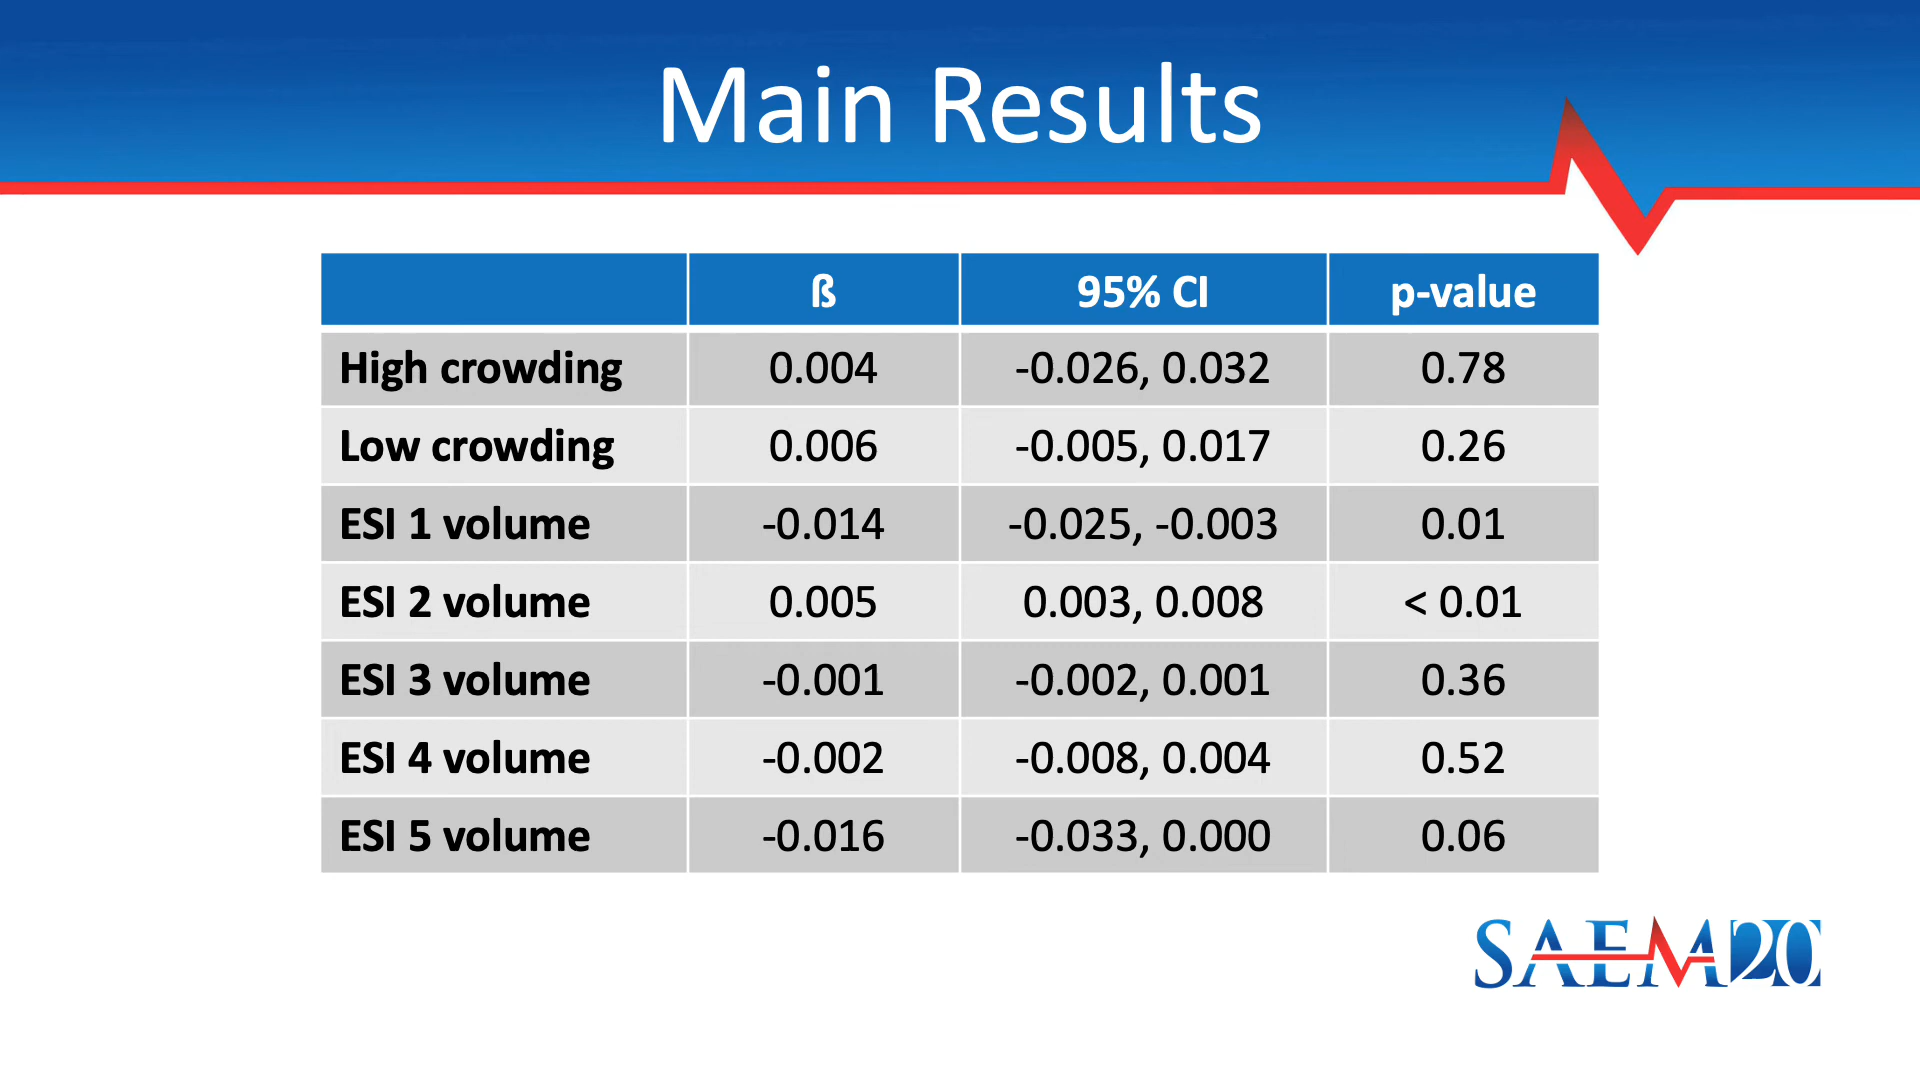 Main Results
ß 95% CI p-value
High crowding 0.004 -0.026, 0.032 0.78
Low crowding 0.006 -0.005, 0.017 0.26
ESI 1 volume -0.014 -0.025, -0.003 0.01
ESI 2 volume 0.005 0.003, 0.008 < 0.01
ESI 3 volume -0.001 -0.002, 0.001 0.36
ESI 4 volume -0.002 -0.008, 0.004 0.52
ESI 5 volume -0.016 -0.033, 0.000 0.06
SAEM20